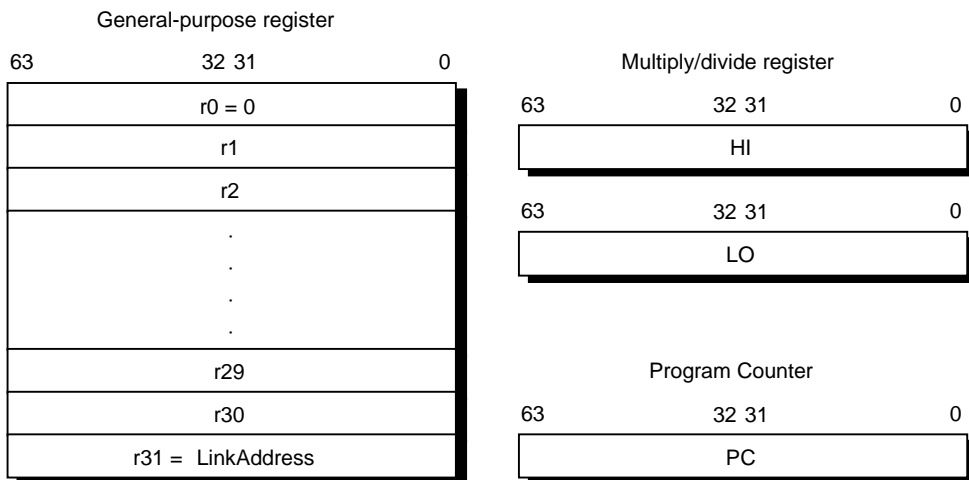 General-purpose register
63 32 31 0
r0 = 0
r1
r2
.
.
.
.
r29
r30
r31 = LinkAddress
Multiply/divide register
63 32 31 0
HI
63 32 31 0
LO
Program Counter
63 32 31 0
PC